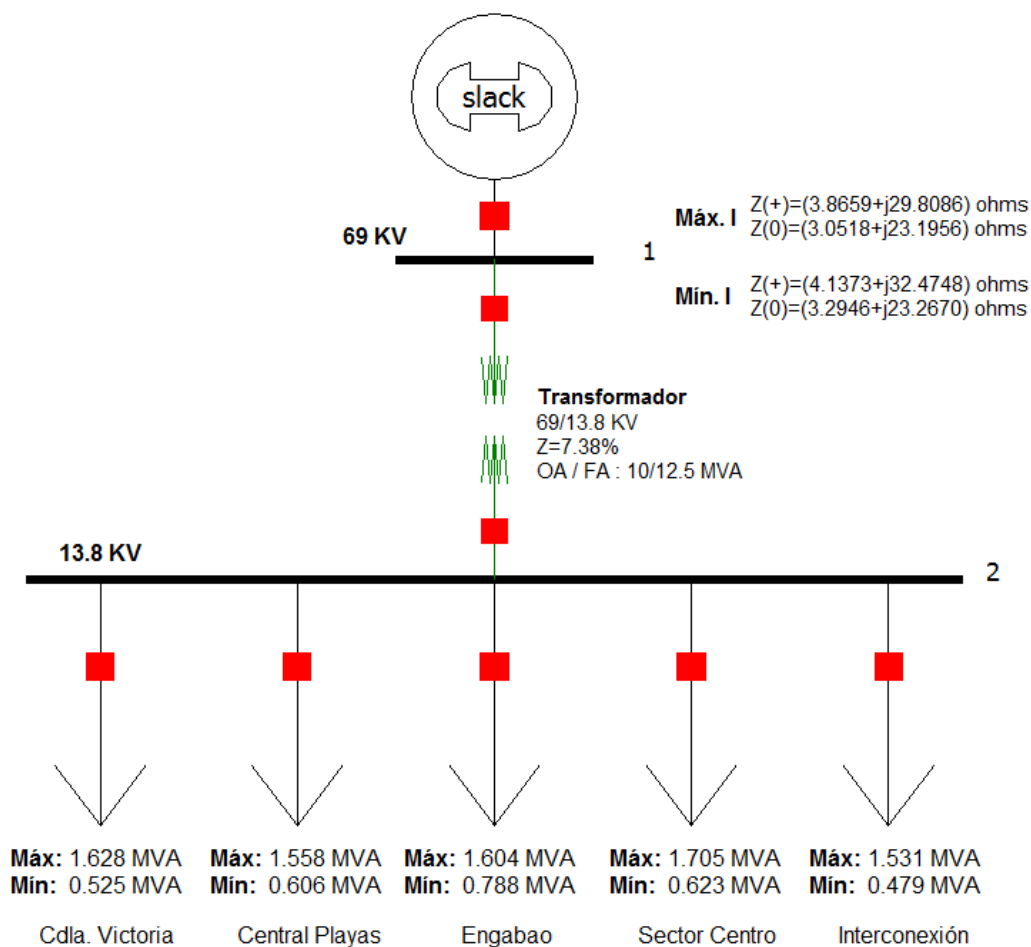 slack
69 KV
1
Máx. I
Z(+)=(3.8659+j29.8086) ohms
Z(0)=(3.0518+j23.1956) ohms
Mín. I
Z(+)=(4.1373+j32.4748) ohms
Z(0)=(3.2946+j23.2670) ohms
Transformador
69/13.8 KV
Z=7.38%
OA / FA : 10/12.5 MVA
13.8 KV
2
Máx: 1.628 MVA
Mín: 0.525 MVA
Cdla. Victoria
Máx: 1.558 MVA
Mín: 0.606 MVA
Central Playas
Máx: 1.604 MVA
Mín: 0.788 MVA
Engabao
Máx: 1.705 MVA
Mín: 0.623 MVA
Sector Centro
Máx: 1.531 MVA
Mín: 0.479 MVA
Interconexión